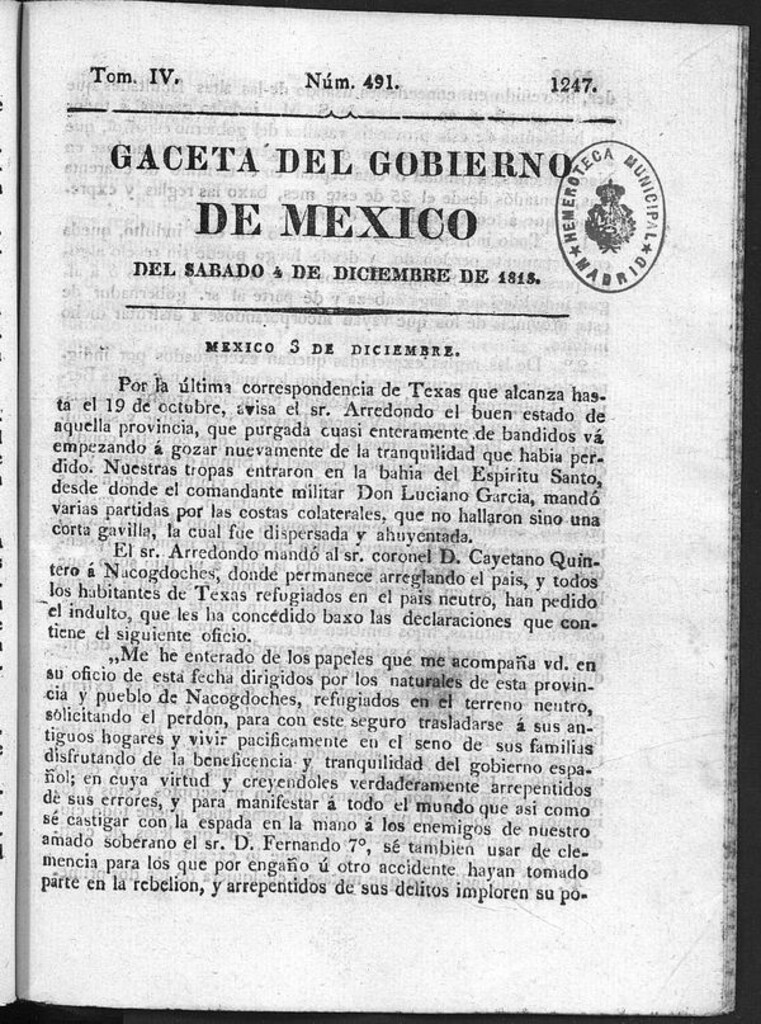 Tom. IV. Núm. 491. 1247.
GACETA DEL GOBIERNO
DE MEXICO
DEL SABADO 4 DE DICIEMBRE DE 1813.
HEMEROTECA MUNICIPAL
★ MADRID ★
MEXICO 3 DE DICIEMBRE.
Por la última correspondencia de Texas que alcanza has-
ta el 19 de octubre, avisa el sr. Arredondo el buen estado de
aquella provincia, que purgada cuasi enteramente de bandidos vá
empezando á gozar nuevamente de la tranquilidad que habia per-
dido. Nuestras tropas entraron en la bahia del Espiritu Santo,
desde donde el comandante militar Don Luciano Garcia, mandó
varias partidas por las costas colaterales, que no hallaron sino una
corta gavilla, la cual fue dispersada y ahuyentada.
El sr. Arredondo mandó al sr. coronel D. Cayetano Quin-
tero á Nacogdoches, donde permanece arreglando el pais, y todos
los habitantes de Texas refugiados en el pais neutro, han pedido
el indulto, que les ha concedido baxo las declaraciones que con-
tiene el siguiente oficio.
„Me he enterado de los papeles que me acompaña vd. en
su oficio de esta fecha dirigidos por los naturales de esta provin-
cia y pueblo de Nacogdoches, refugiados en el terreno neutro,
solicitando el perdon, para con este seguro trasladarse á sus an-
tiguos hogares y vivir pacificamente en el seno de sus familias
disfrutando de la beneficencia y tranquilidad del gobierno espa-
ñol; en cuya virtud y creyendoles verdaderamente arrepentidos
de sus errores, y para manifestar á todo el mundo que asi como
sé castigar con la espada en la mano á los enemigos de nuestro
amado soberano el sr. D. Fernando 7°, sé tambien usar de cle-
mencia para los que por engaño ú otro accidente hayan tomado
parte en la rebelion, y arrepentidos de sus delitos imploren su po-